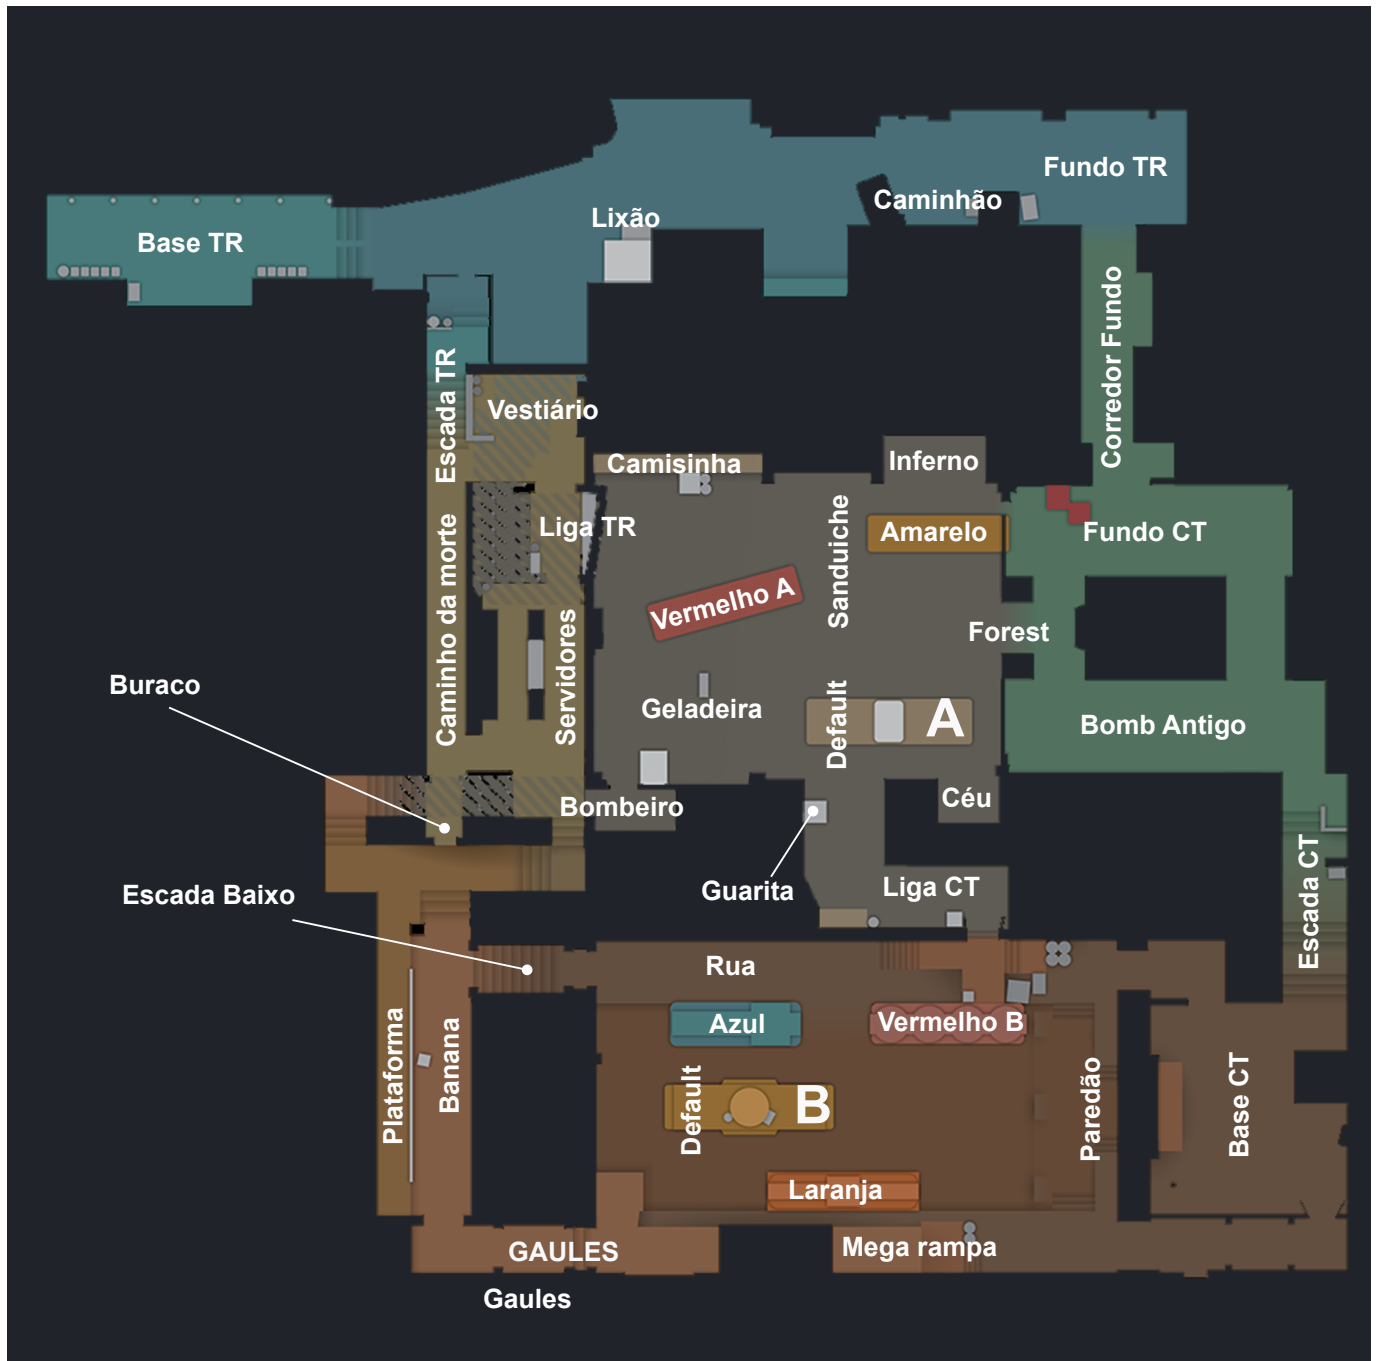 Fundo TR
Caminhão
Lixão
Base TR
Corredor Fundo
Escada TR
Vestiário
Camisinha
Inferno
Liga TR
Sanduiche
Amarelo
Fundo CT
Caminho da morte
Vermelho A
Servidores
Forest
Buraco
Geladeira
Default
A
Bomb Antigo
Bombeiro
Céu
Escada Baixo
Guarita
Liga CT
Escada CT
Rua
Azul
Vermelho B
Plataforma
Banana
Default
B
Paredão
Base CT
Laranja
GAULES
Mega rampa
Gaules